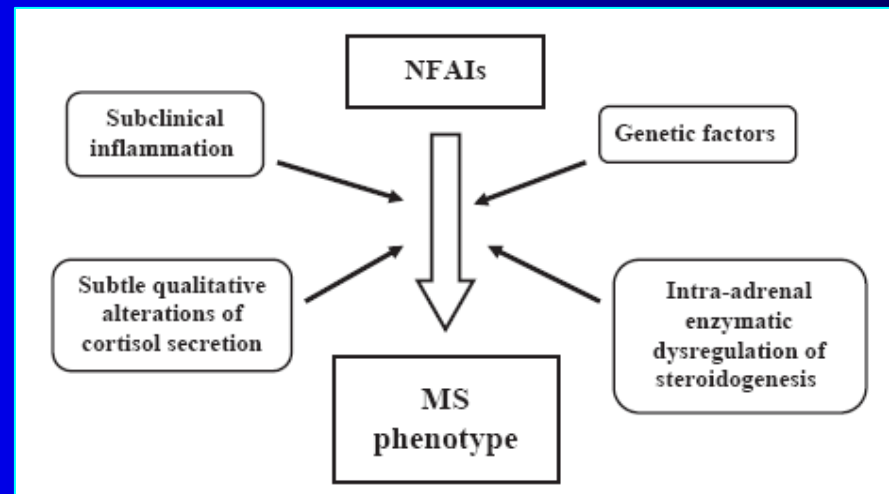 NFAIs
Subclinical
inflammation
Genetic factors
Subtle qualitative
alterations of
cortisol secretion
Intra-adrenal
enzymatic
dysregulation of
steroidogenesis
MS
phenotype